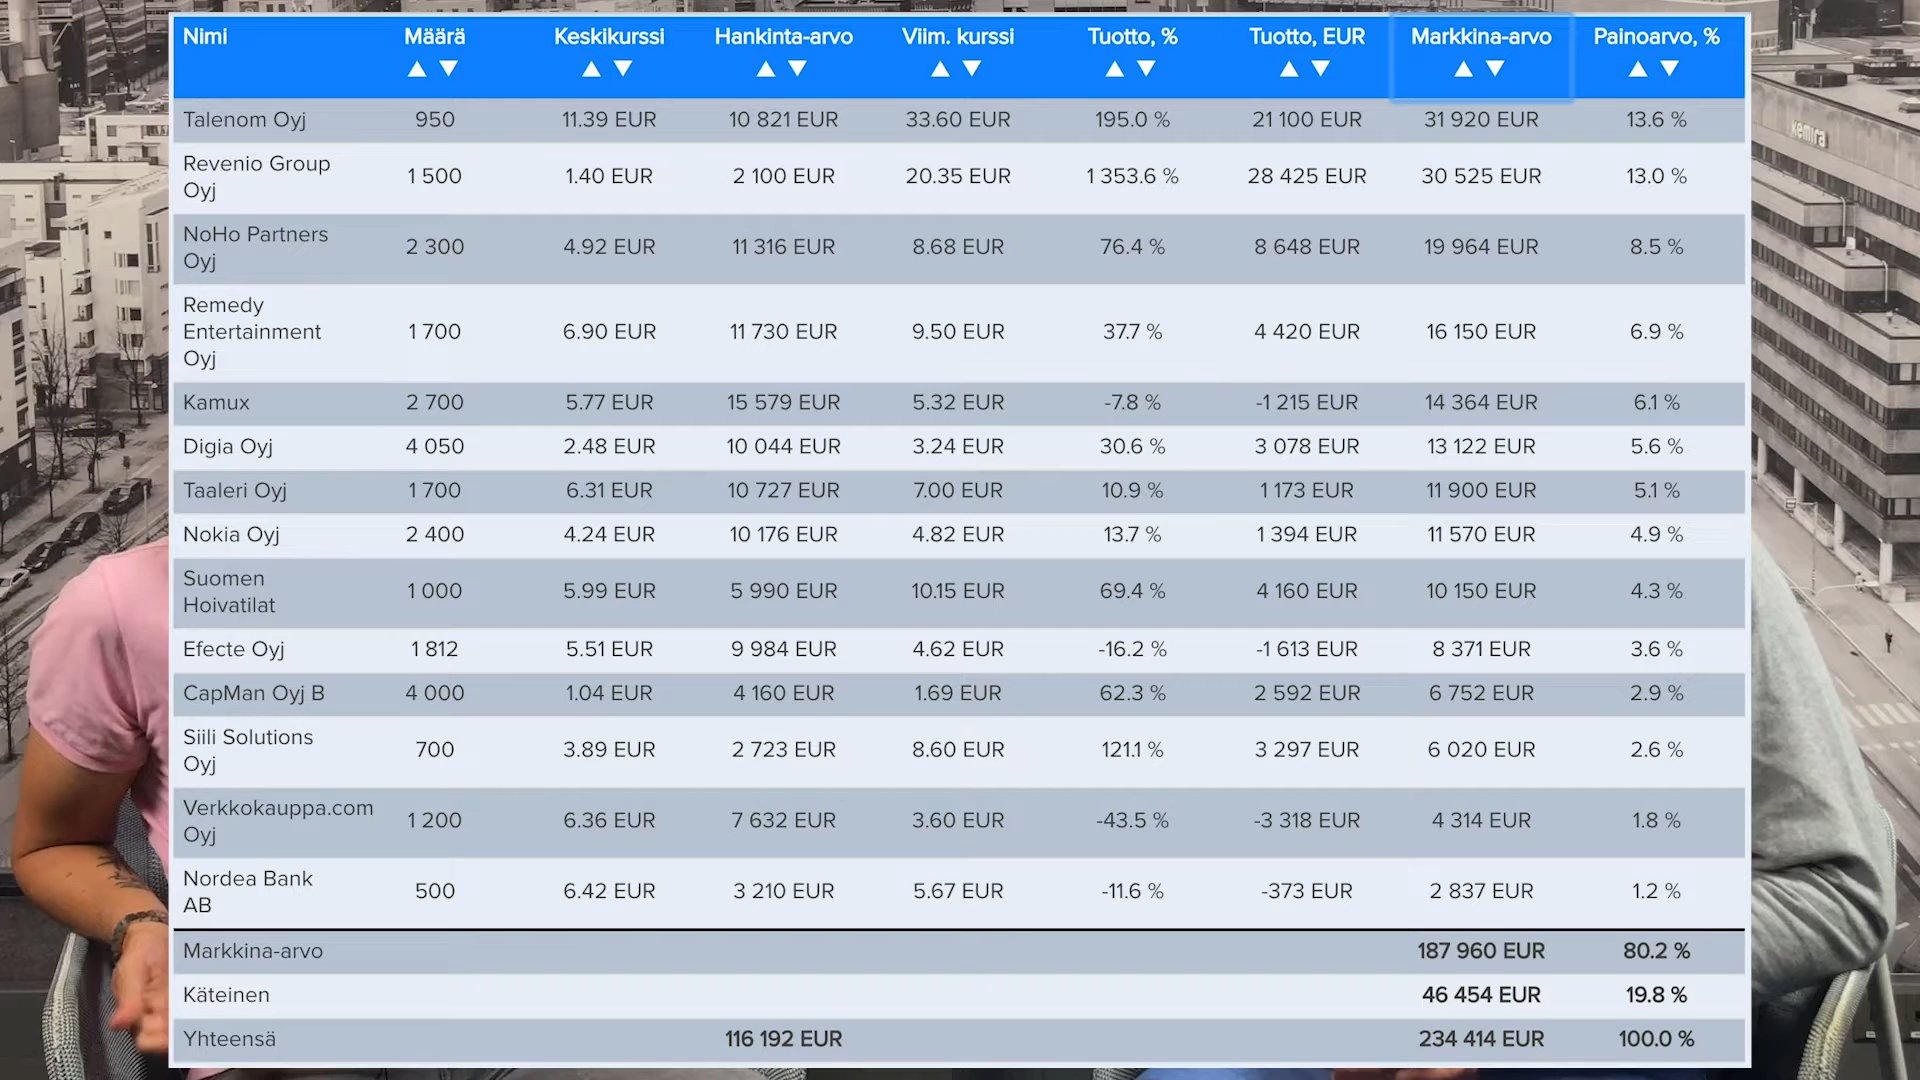 Nimi Määrä Keskikurssi Hankinta-arvo Viim. kurssi Tuotto, % Tuotto, EUR Markkina-arvo Painoarvo, %
Talenom Oyj 950 11.39 EUR 10 821 EUR 33.60 EUR 195.0 % 21 100 EUR 31 920 EUR 13.6 %
Revenio Group
Oyj 1 500 1.40 EUR 2 100 EUR 20.35 EUR 1 353.6 % 28 425 EUR 30 525 EUR 13.0 %
NoHo Partners
Oyj 2 300 4.92 EUR 11 316 EUR 8.68 EUR 76.4 % 8 648 EUR 19 964 EUR 8.5 %
Remedy
Entertainment 1 700 6.90 EUR 11 730 EUR 9.50 EUR 37.7 % 4 420 EUR 16 150 EUR 6.9 %
Oyj
Kamux 2 700 5.77 EUR 15 579 EUR 5.32 EUR -7.8 % -1 215 EUR 14 364 EUR 6.1 %
Digia Oyj 4 050 2.48 EUR 10 044 EUR 3.24 EUR 30.6 % 3 078 EUR 13 122 EUR 5.6 %
Taaleri Oyj 1 700 6.31 EUR 10 727 EUR 7.00 EUR 10.9 % 1 173 EUR 11 900 EUR 5.1 %
Nokia Oyj 2 400 4.24 EUR 10 176 EUR 4.82 EUR 13.7 % 1 394 EUR 11 570 EUR 4.9 %
Suomen
Hoivatilat 1 000 5.99 EUR 5 990 EUR 10.15 EUR 69.4 % 4 160 EUR 10 150 EUR 4.3 %
Efecte Oyj 1 812 5.51 EUR 9 984 EUR 4.62 EUR -16.2 % -1 613 EUR 8 371 EUR 3.6 %
CapMan Oyj B 4 000 1.04 EUR 4 160 EUR 1.69 EUR 62.3 % 2 592 EUR 6 752 EUR 2.9 %
Siili Solutions
Oyj 700 3.89 EUR 2 723 EUR 8.60 EUR 121.1 % 3 297 EUR 6 020 EUR 2.6 %
Verkkokauppa.com
Oyj 1 200 6.36 EUR 7 632 EUR 3.60 EUR -43.5 % -3 318 EUR 4 314 EUR 1.8 %
Nordea Bank
AB 500 6.42 EUR 3 210 EUR 5.67 EUR -11.6 % -373 EUR 2 837 EUR 1.2 %
Markkina-arvo 187 960 EUR 80.2 %
Käteinen 46 454 EUR 19.8 %
Yhteensä 116 192 EUR 234 414 EUR 100.0 %
kemira